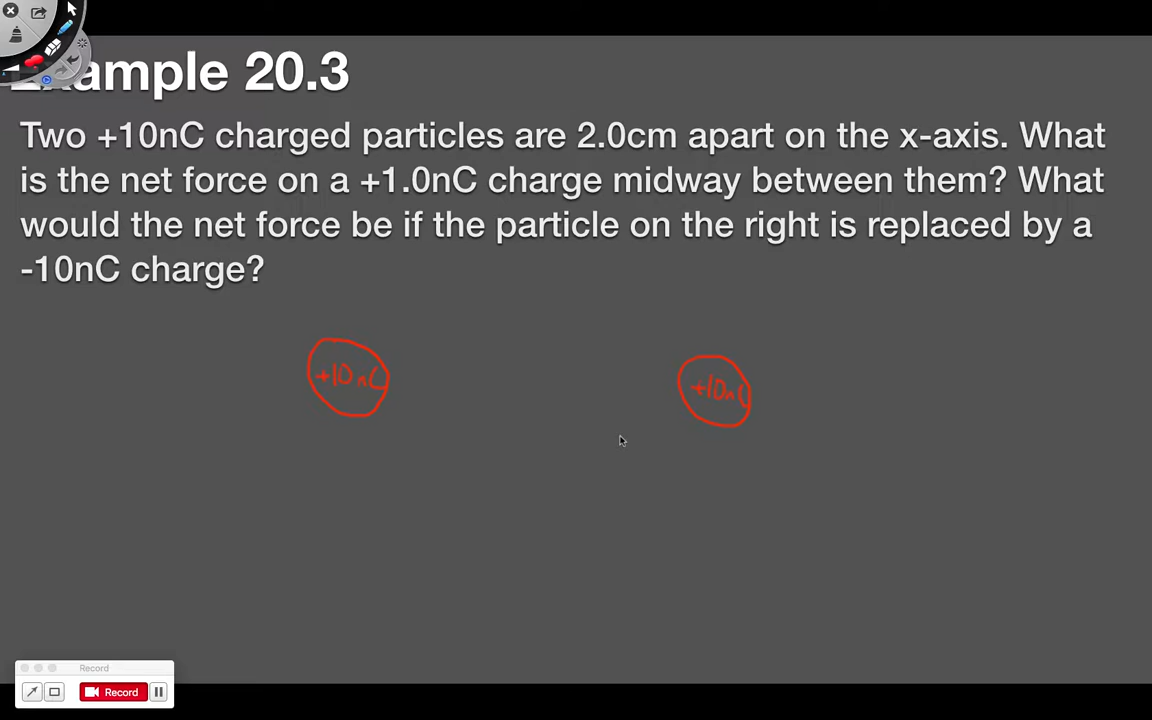 Example 20.3
Two +10nC charged particles are 2.0cm apart on the x-axis. What
is the net force on a +1.0nC charge midway between them? What
would the net force be if the particle on the right is replaced by a
-10nC charge?
+10nC
+10nC
Record
Record